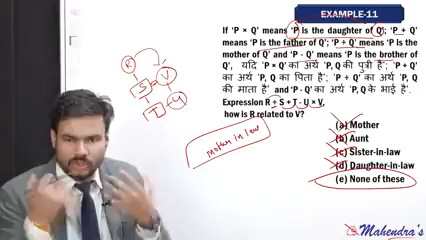 EXAMPLE-11
If 'P × Q' means 'P is the daughter of Q'; 'P + Q'
means 'P is the father of Q'; 'P ÷ Q' means 'P is the
mother of Q' and 'P - Q' means 'P is the brother of
Q', यदि 'P × Q' का अर्थ 'P, Q की पुत्री है'; 'P + Q'
का अर्थ 'P, Q का पिता है'; 'P ÷ Q' का अर्थ 'P, Q
की माता है' and 'P - Q' का अर्थ 'P, Q के भाई है'.
Expression R ÷ S + T - U × V,
how is R related to V?
(a) Mother
(b) Aunt
(c) Sister-in-law
(d) Daughter-in-law
(e) None of these
R
S - V
T - U
mother in law
Mahendra's